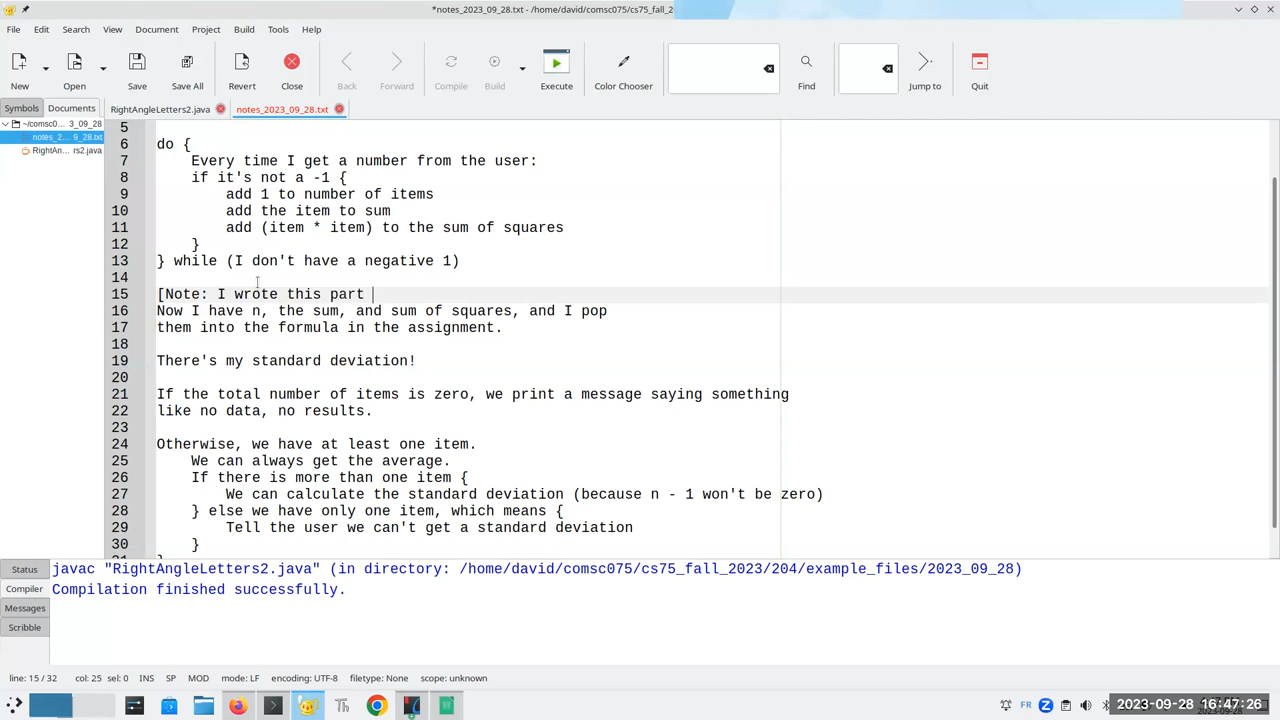 *notes_2023_09_28.txt - /home/david/comsc075/cs75_fall_2
File Edit Search View Document Project Build Tools Help
New Open Save Save All Revert Close Back Forward Compile Build Execute Color Chooser Find Jump to Quit
Symbols Documents RightAngleLetters2.java notes_2023_09_28.txt
~/comsc0... 3_09_28
notes_2... 9_28.txt
RightAn... rs2.java
5
6 do {
7 Every time I get a number from the user:
8 if it's not a -1 {
9 add 1 to number of items
10 add the item to sum
11 add (item * item) to the sum of squares
12 }
13 } while (I don't have a negative 1)
14
15 [Note: I wrote this part
16 Now I have n, the sum, and sum of squares, and I pop
17 them into the formula in the assignment.
18
19 There's my standard deviation!
20
21 If the total number of items is zero, we print a message saying something
22 like no data, no results.
23
24 Otherwise, we have at least one item.
25 We can always get the average.
26 If there is more than one item {
27 We can calculate the standard deviation (because n - 1 won't be zero)
28 } else we have only one item, which means {
29 Tell the user we can't get a standard deviation
30 }
Status
Compiler
Messages
Scribble
javac "RightAngleLetters2.java" (in directory: /home/david/comsc075/cs75_fall_2023/204/example_files/2023_09_28)
Compilation finished successfully.
line: 15 / 32 col: 25 sel: 0 INS SP MOD mode: LF encoding: UTF-8 filetype: None scope: unknown
FR
2023-09-28 16:47:26